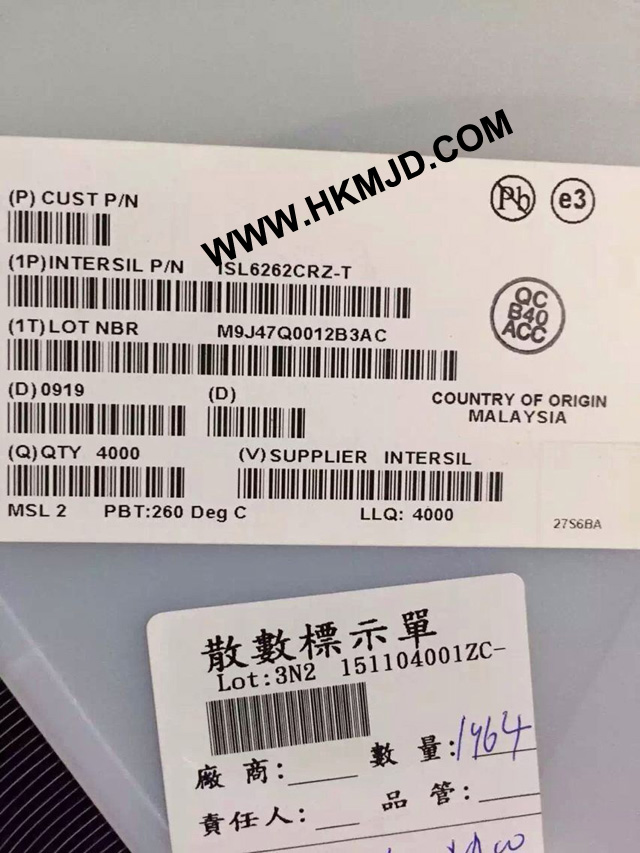 WWW.HKMJD.COM
(P) CUST P/N
Pb
e3
(1P)INTERSIL P/N ISL6262CRZ-T
QC
B40
ACC
(1T) LOT NBR M9J47Q0012B3AC
(D) 0919 (D)
COUNTRY OF ORIGIN
MALAYSIA
(Q) QTY 4000 (V) SUPPLIER INTERSIL
MSL 2 PBT:260 Deg C LLQ: 4000
27S6BA
散數標示單
Lot:3N2 151104001ZC-
廠 商: 數 量:1964
責任人: 品 管: